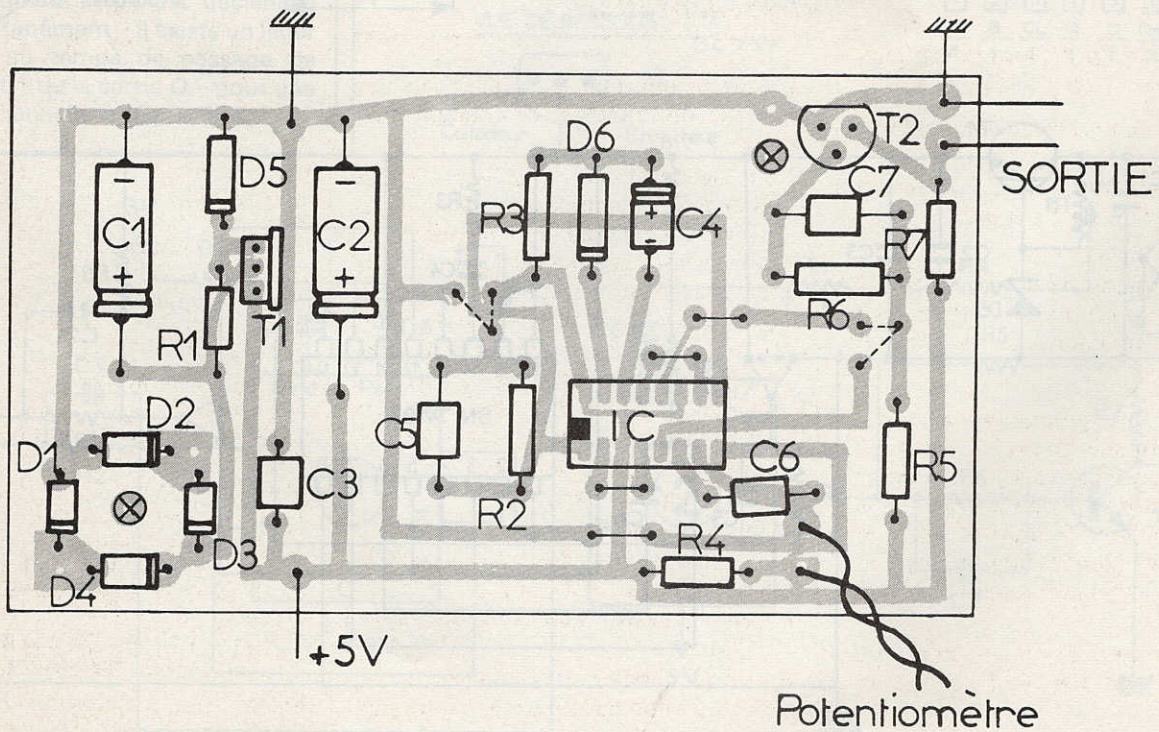 T2
D6
D5
C7
SORTIE
R3
C4
C1
C2
R7
R1
T1
R6
IC
C5
D2
D1
C3
C6
R5
R2
D3
R4
D4
+5V
Potentiomètre